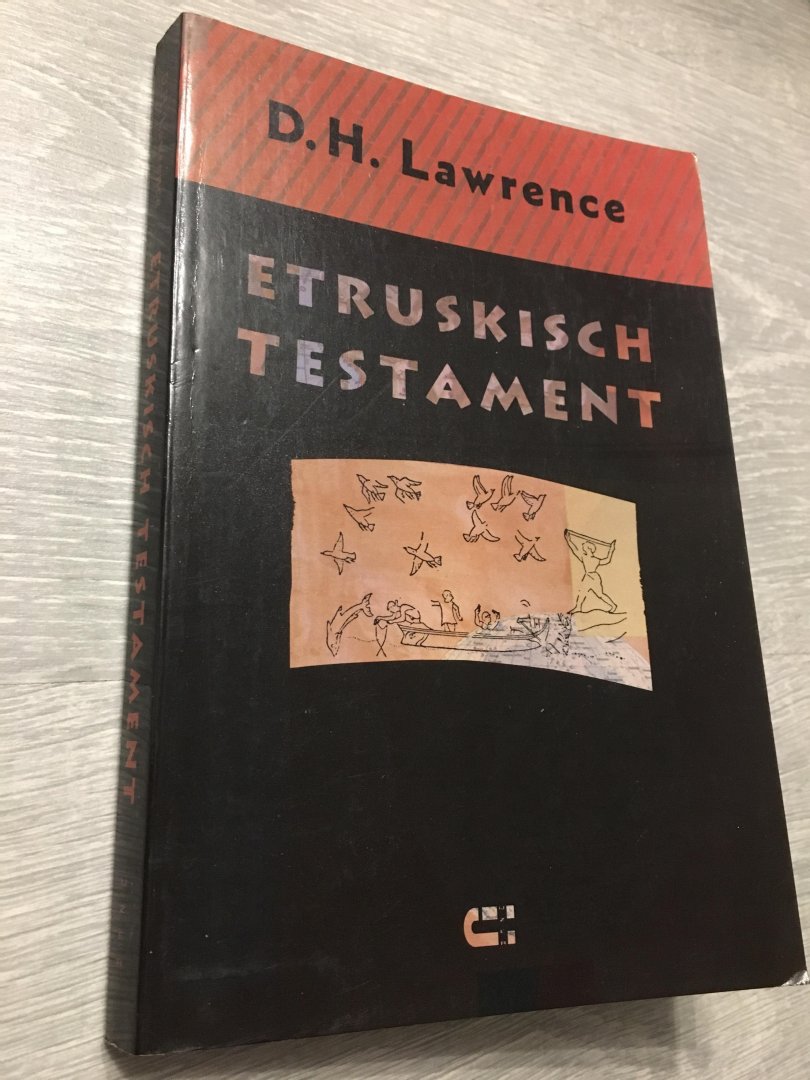 D.H. Lawrence
ETRUSKISCH
TESTAMENT
ETRUSKISCH TESTAMENT